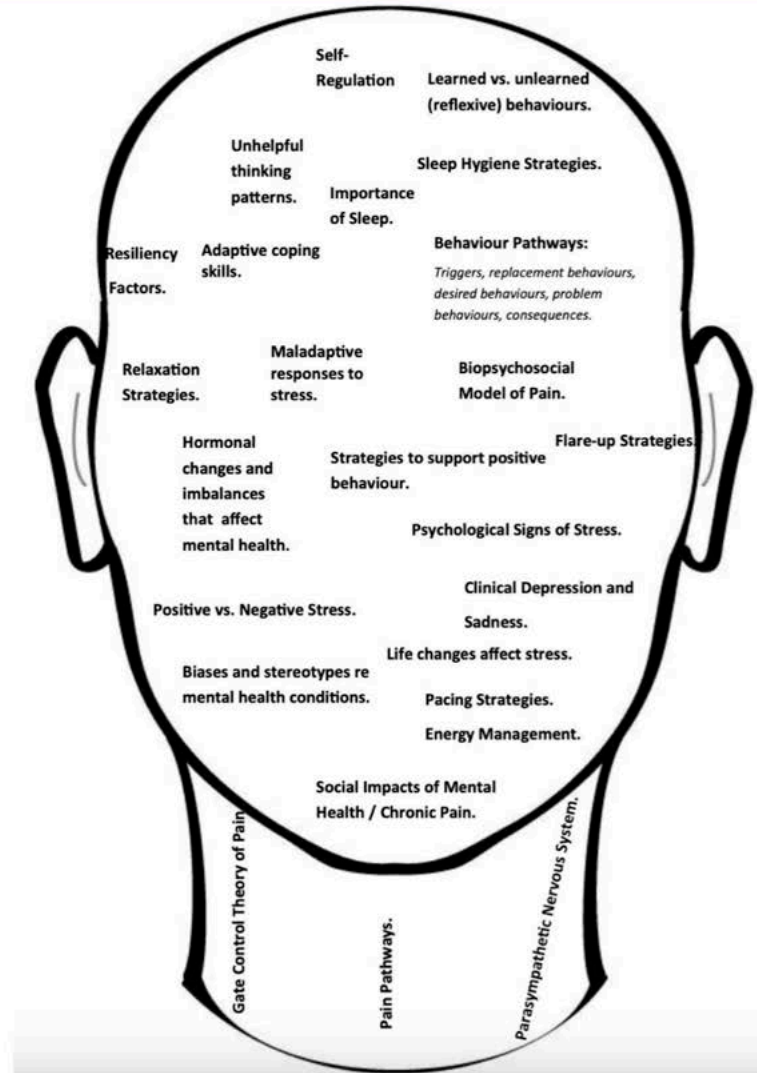 Self-
Regulation
Learned vs. unlearned
(reflexive) behaviours.
Unhelpful
thinking
patterns.
Sleep Hygiene Strategies.
Importance
of Sleep.
Resiliency
Factors.
Adaptive coping
skills.
Behaviour Pathways:
Triggers, replacement behaviours,
desired behaviours, problem
behaviours, consequences.
Relaxation
Strategies.
Maladaptive
responses to
stress.
Biopsychosocial
Model of Pain.
Hormonal
changes and
imbalances
that affect
mental health.
Strategies to support positive
behaviour.
Flare-up Strategies.
Psychological Signs of Stress.
Clinical Depression and
Sadness.
Positive vs. Negative Stress.
Life changes affect stress.
Biases and stereotypes re
mental health conditions.
Pacing Strategies.
Energy Management.
Social Impacts of Mental
Health / Chronic Pain.
Gate Control Theory of Pain
Pain Pathways.
Parasympathetic Nervous System.